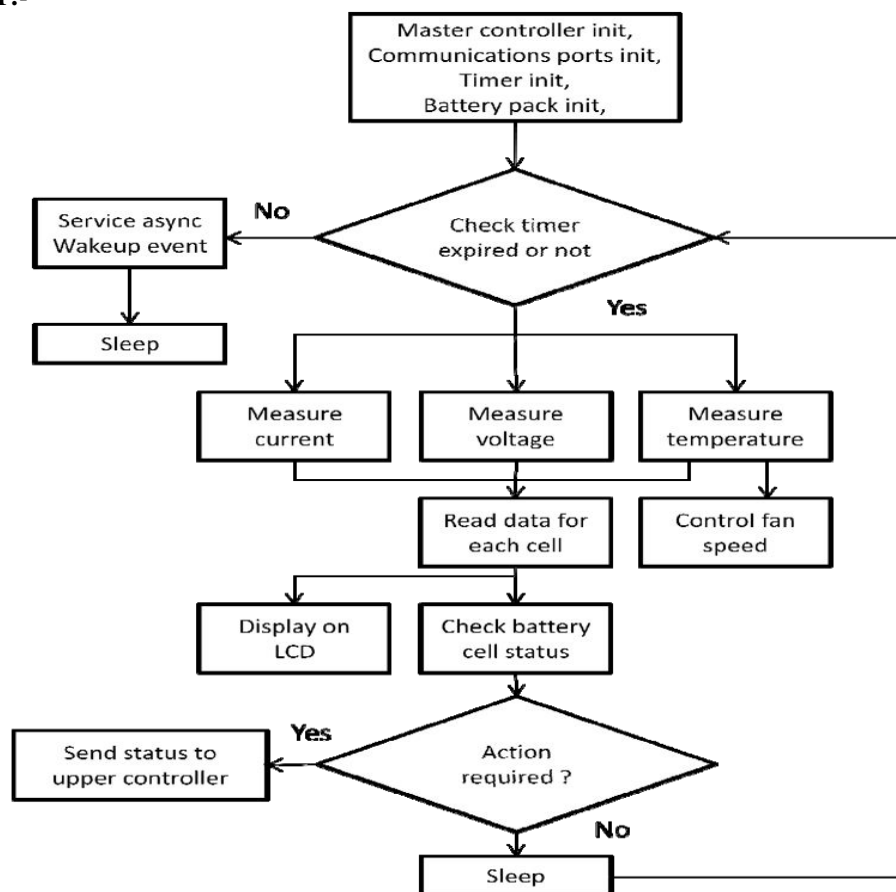 Master controller init,
Communications ports init,
Timer init,
Battery pack init,
Check timer
expired or not
No
Service async
Wakeup event
Sleep
Yes
Measure
current
Measure
voltage
Measure
temperature
Read data for
each cell
Control fan
speed
Display on
LCD
Check battery
cell status
Action
required ?
Yes
Send status to
upper controller
No
Sleep